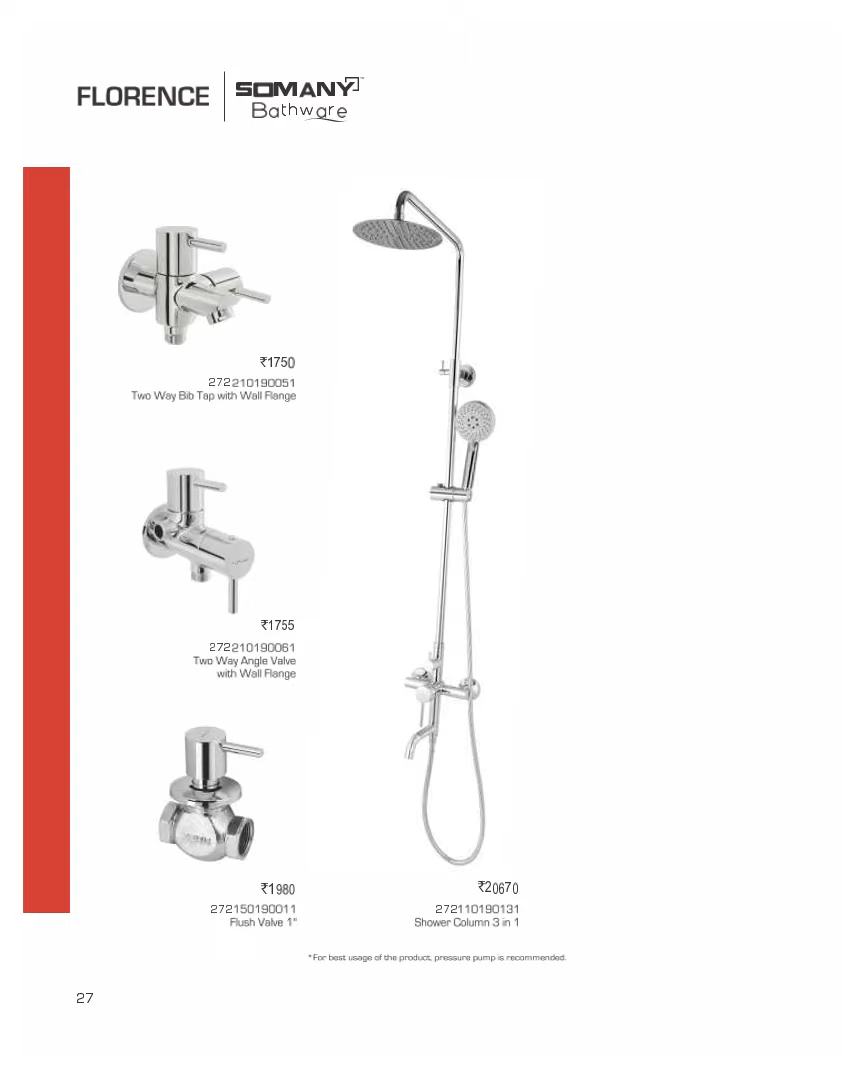 FLORENCE
SOMANY
Bathware
₹1750
272210190051
Two Way Bib Tap with Wall Flange
₹1755
272210190061
Two Way Angle Valve
with Wall Flange
₹1980
272150190011
Flush Valve 1"
₹20670
272110190131
Shower Column 3 in 1
*For best usage of the product, pressure pump is recommended.
27